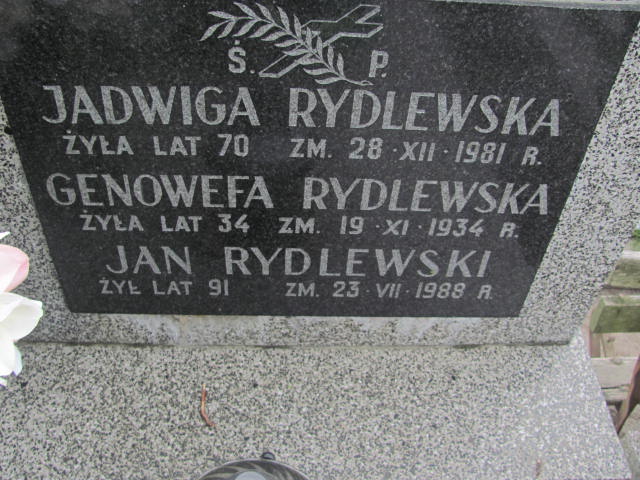 Ś. P.
JADWIGA RYDLEWSKA
ŻYŁA LAT 70 ZM. 28·XII·1981 R.
GENOWEFA RYDLEWSKA
ŻYŁA LAT 34 ZM. 19·XI·1934 R.
JAN RYDLEWSKI
ŻYŁ LAT 91 ZM. 23·VII·1988 R.